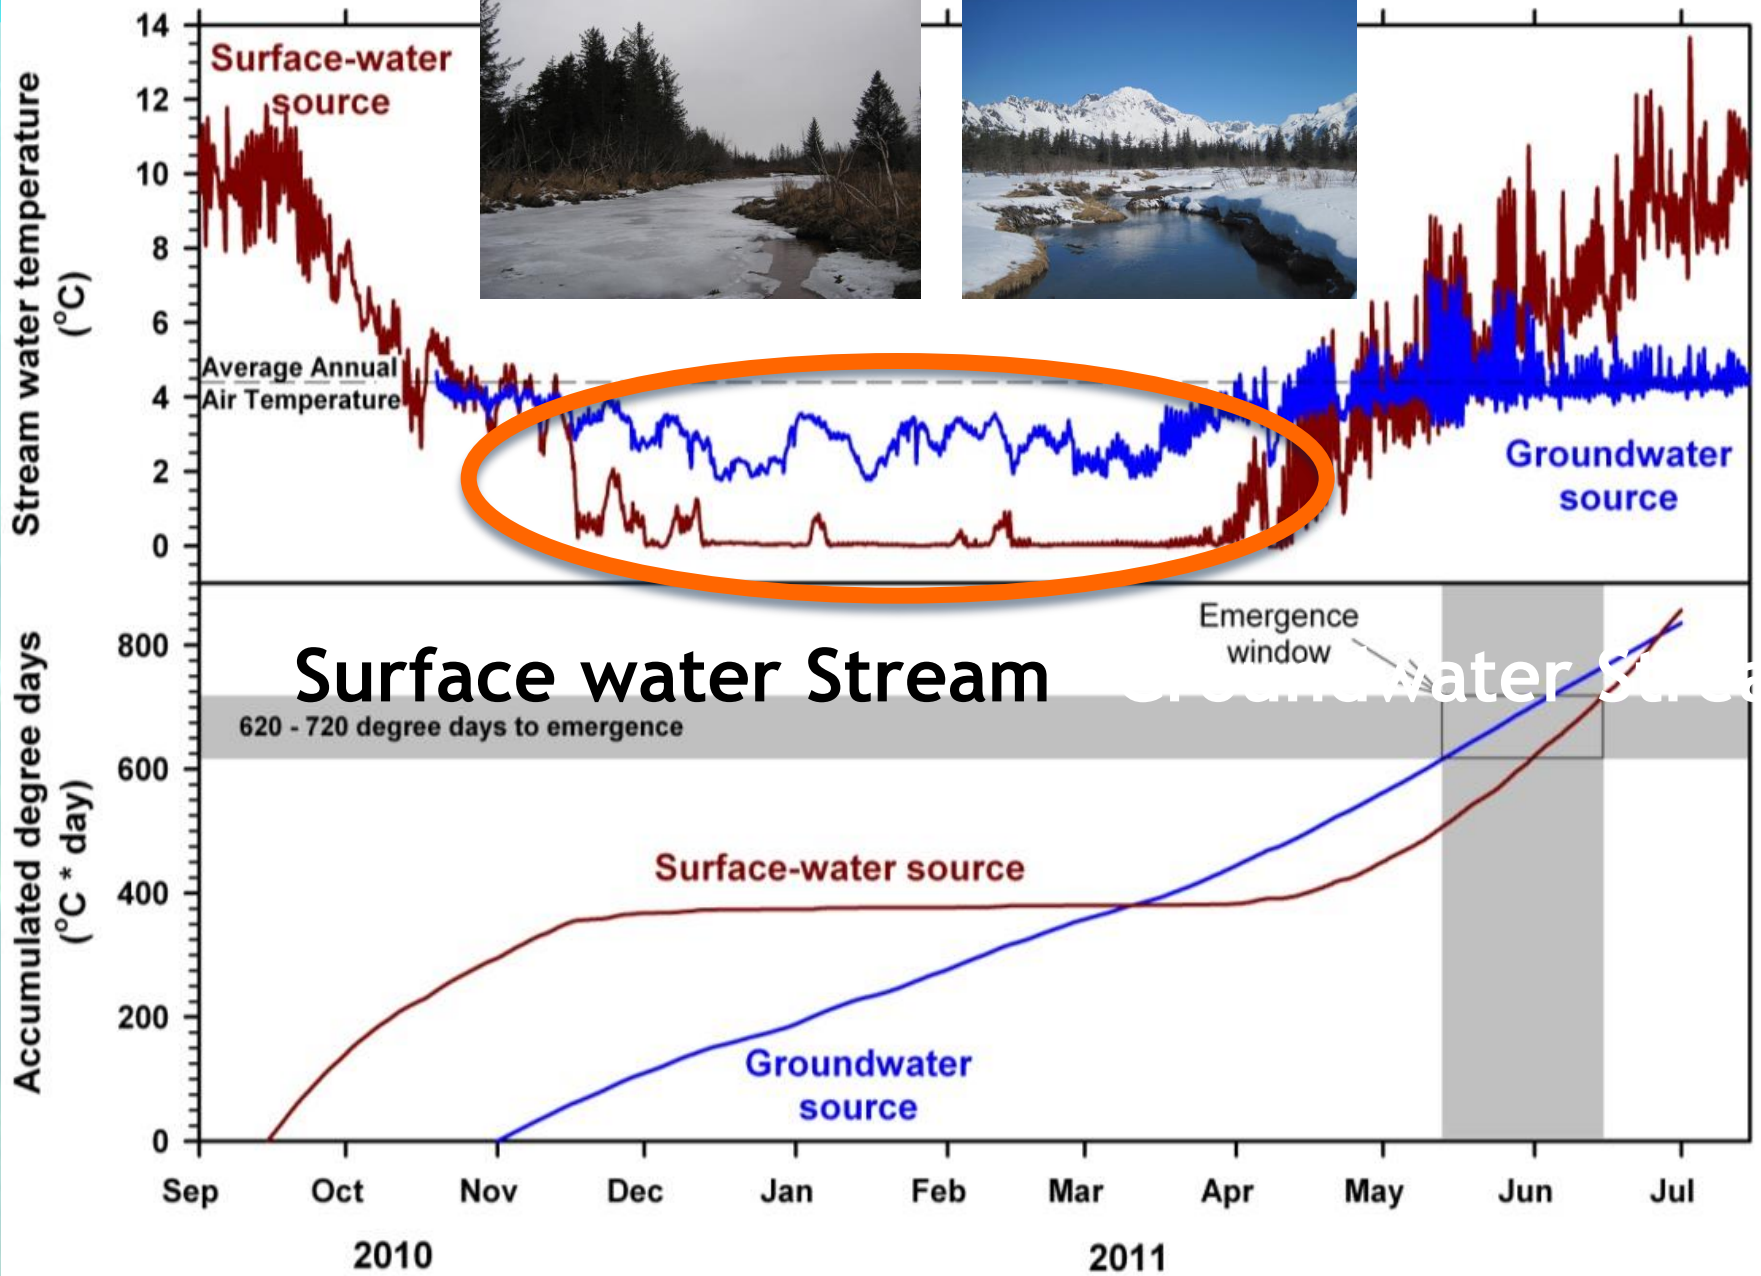 14
12
10
8
6
4
2
0
Stream water temperature
(°C)
Surface-water
source
Average Annual
Air Temperature
Groundwater
source
800
600
400
200
0
Accumulated degree days
(°C * day)
Emergence
window
Surface water Stream
620 - 720 degree days to emergence
Surface-water source
Groundwater
source
Sep Oct Nov Dec Jan Feb Mar Apr May Jun Jul
2010 2011